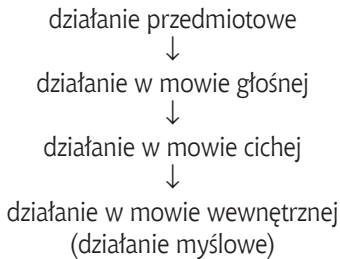 działanie przedmiotowe
↓
działanie w mowie głośnej
↓
działanie w mowie cichej
↓
działanie w mowie wewnętrznej
(działanie myślowe)